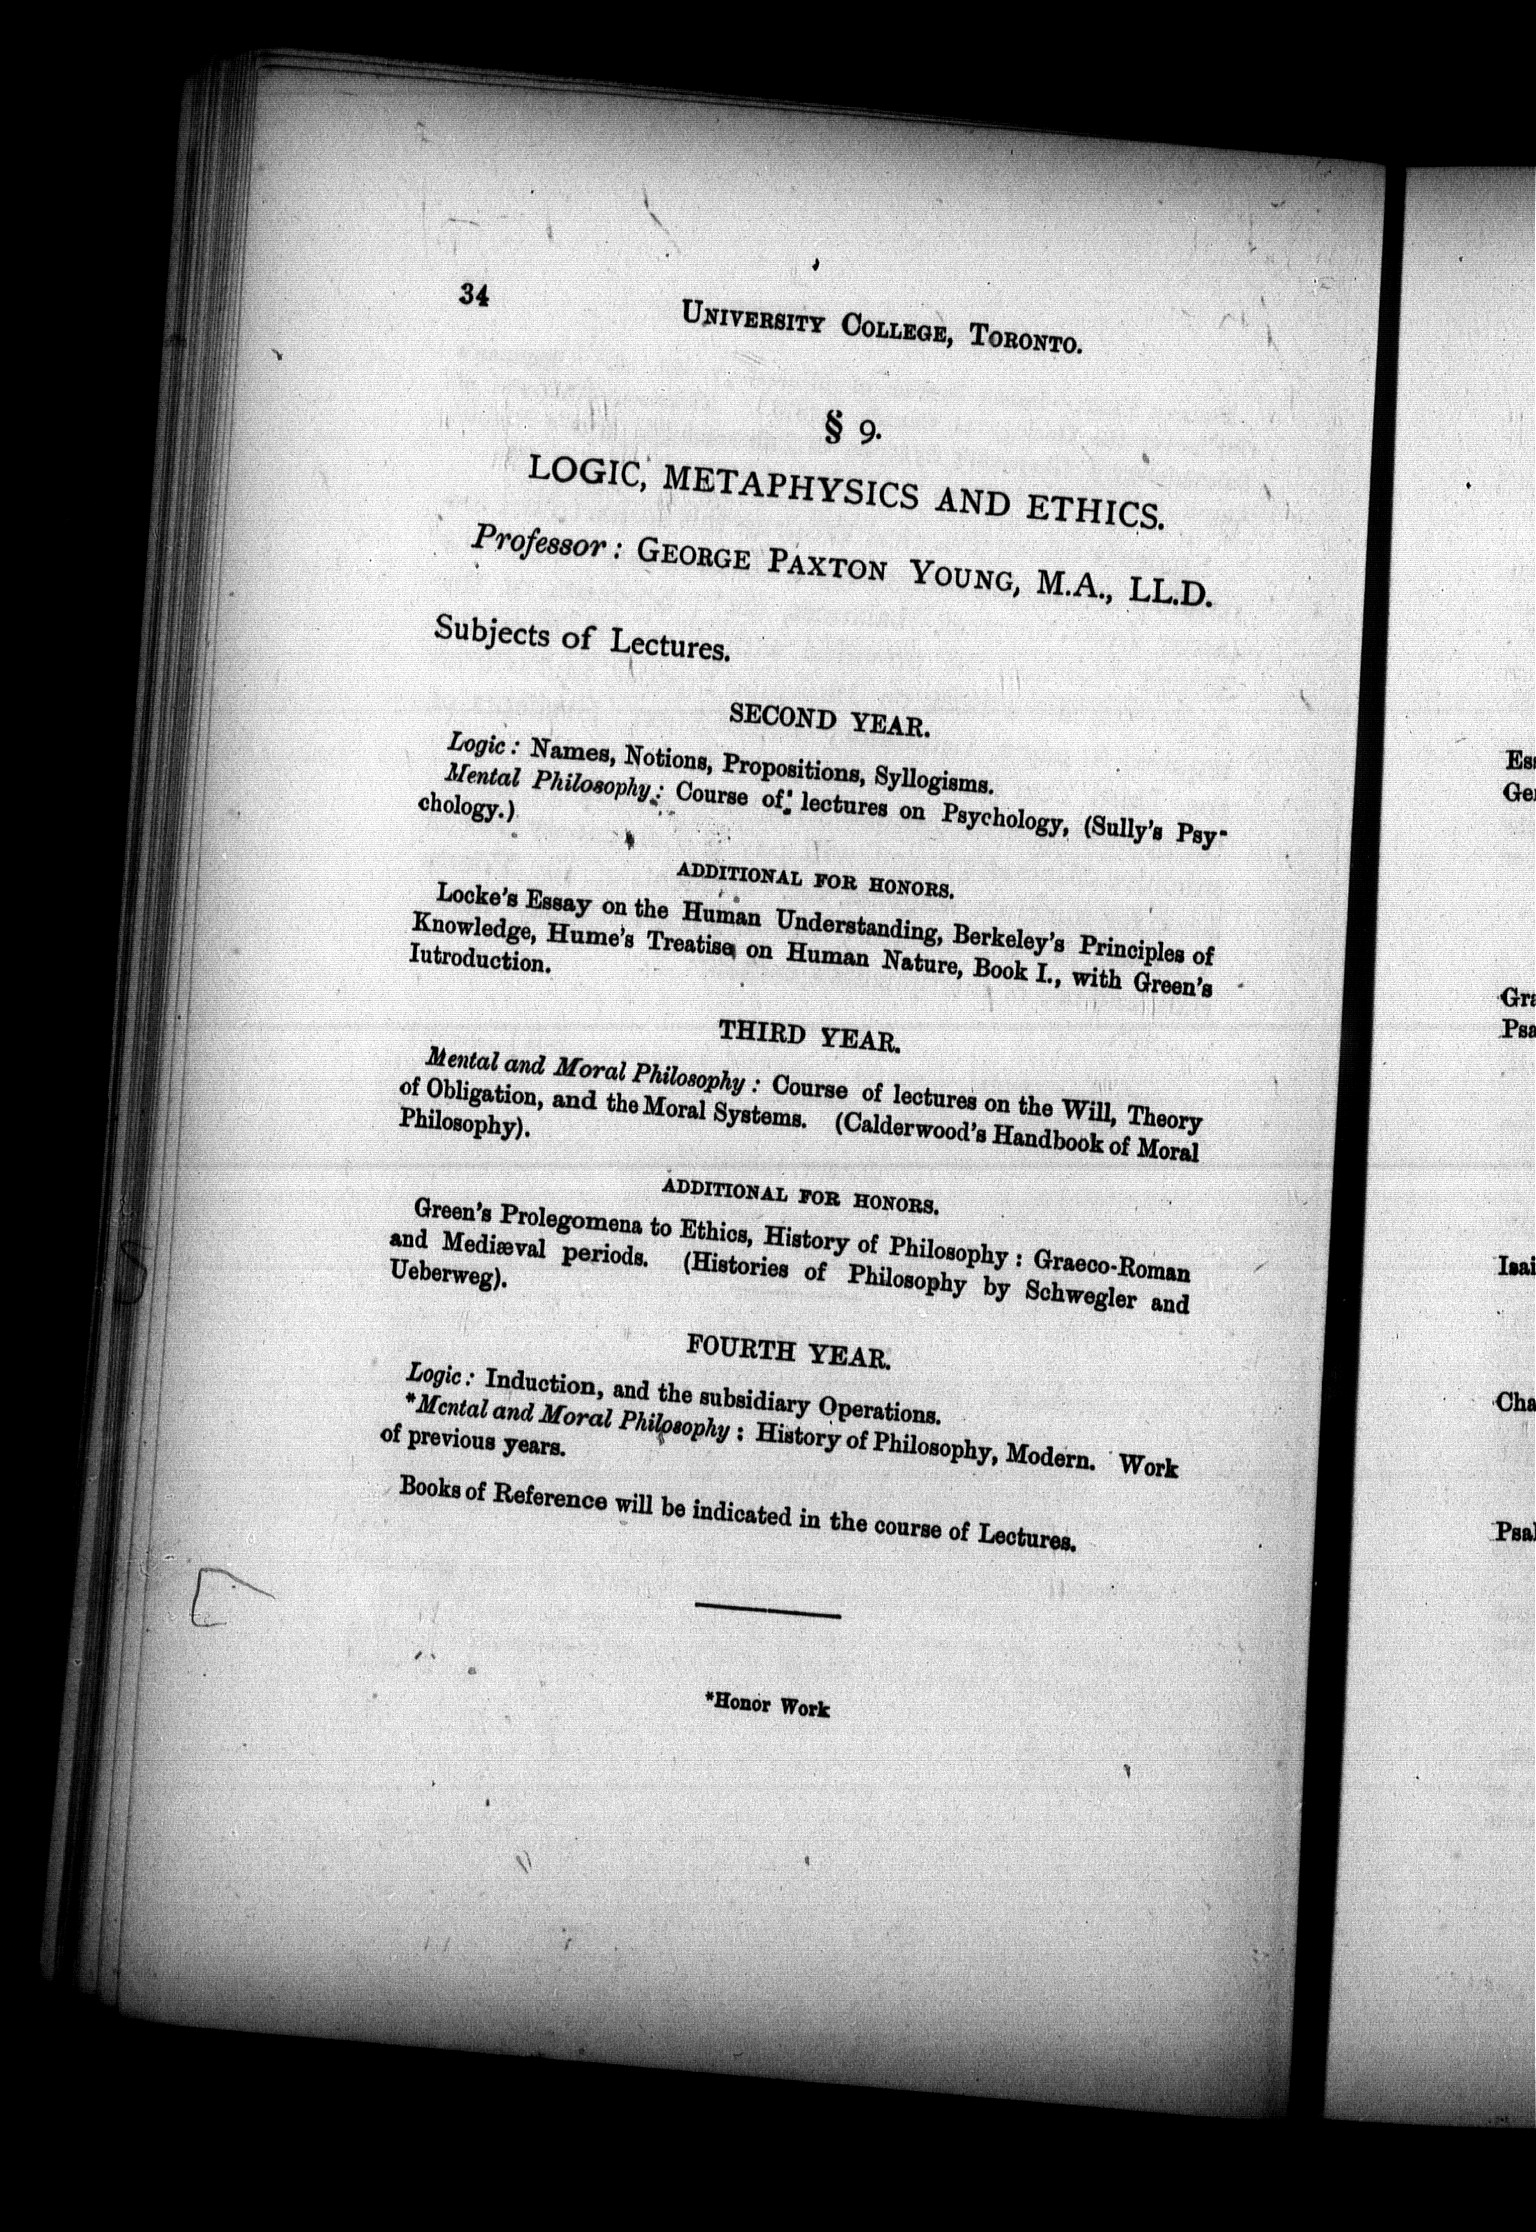 34
UNIVERSITY COLLEGE, TORONTO.
§ 9.
LOGIC, METAPHYSICS AND ETHICS.
Professor: GEORGE PAXTON YOUNG, M.A., LL.D.
Subjects of Lectures.
SECOND YEAR.
Logic: Names, Notions, Propositions, Syllogisms.
Mental Philosophy: Course of lectures on Psychology, (Sully's Psy-
chology.)
ADDITIONAL FOR HONORS.
Locke's Essay on the Human Understanding, Berkeley's Principles of
Knowledge, Hume's Treatise on Human Nature, Book I., with Green's
Iutroduction.
THIRD YEAR.
Mental and Moral Philosophy: Course of lectures on the Will, Theory
of Obligation, and the Moral Systems. (Calderwood's Handbook of Moral
Philosophy).
ADDITIONAL FOR HONORS.
Green's Prolegomena to Ethics, History of Philosophy: Graeco-Roman
and Mediæval periods. (Histories of Philosophy by Schwegler and
Ueberweg).
FOURTH YEAR.
Logic: Induction, and the subsidiary Operations.
*Mental and Moral Philosophy: History of Philosophy, Modern. Work
of previous years.
Books of Reference will be indicated in the course of Lectures.
*Honor Work
Gra
Psa
Isai
Cha